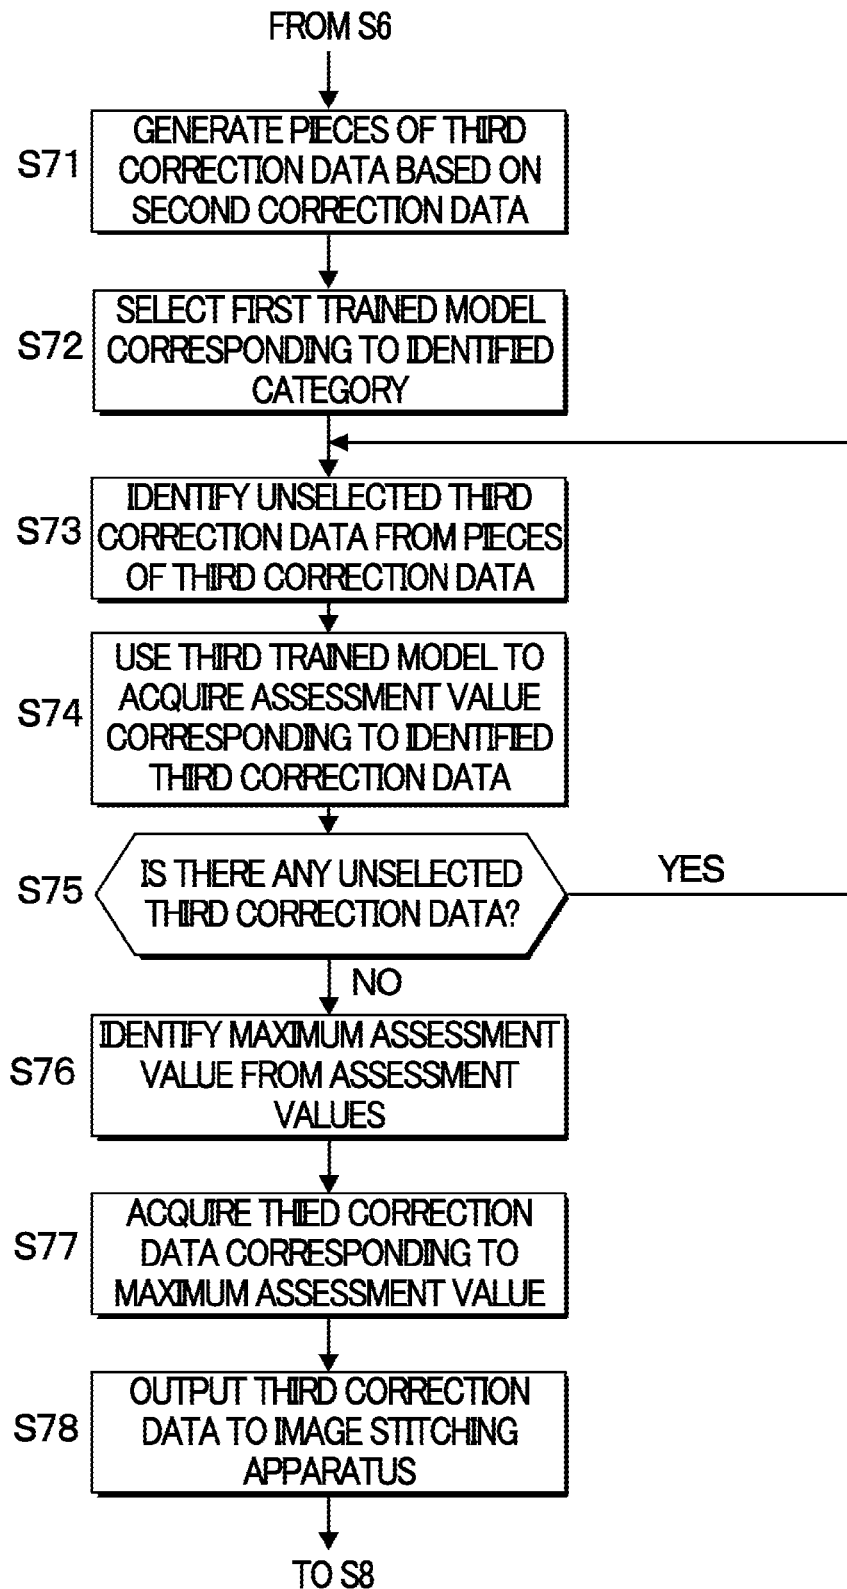 FROM S6
S71
GENERATE PIECES OF THIRD
CORRECTION DATA BASED ON
SECOND CORRECTION DATA
S72
SELECT FIRST TRAINED MODEL
CORRESPONDING TO IDENTIFIED
CATEGORY
S73
IDENTIFY UNSELECTED THIRD
CORRECTION DATA FROM PIECES
OF THIRD CORRECTION DATA
S74
USE THIRD TRAINED MODEL TO
ACQUIRE ASSESSMENT VALUE
CORRESPONDING TO IDENTIFIED
THIRD CORRECTION DATA
S75
IS THERE ANY UNSELECTED
THIRD CORRECTION DATA?
YES
NO
S76
IDENTIFY MAXIMUM ASSESSMENT
VALUE FROM ASSESSMENT
VALUES
S77
ACQUIRE THIED CORRECTION
DATA CORRESPONDING TO
MAXIMUM ASSESSMENT VALUE
S78
OUTPUT THIRD CORRECTION
DATA TO IMAGE STITCHING
APPARATUS
TO S8